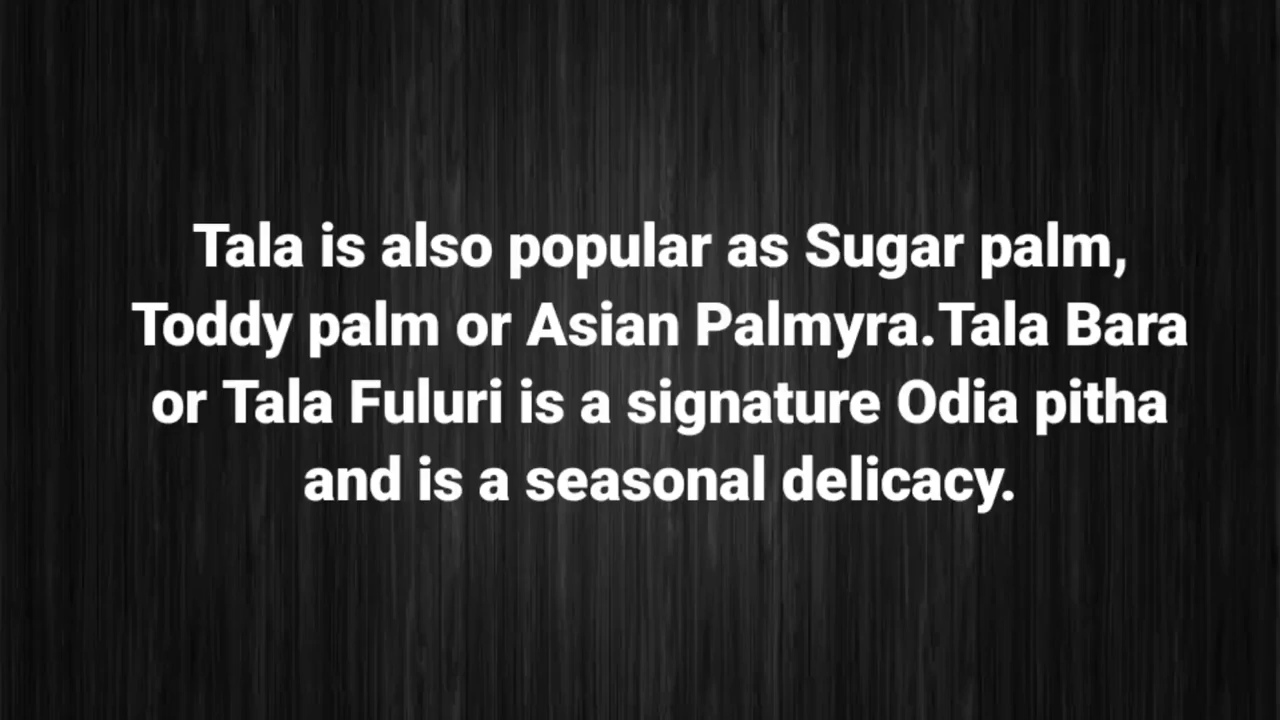 Tala is also popular as Sugar palm,
Toddy palm or Asian Palmyra.Tala Bara
or Tala Fuluri is a signature Odia pitha
and is a seasonal delicacy.